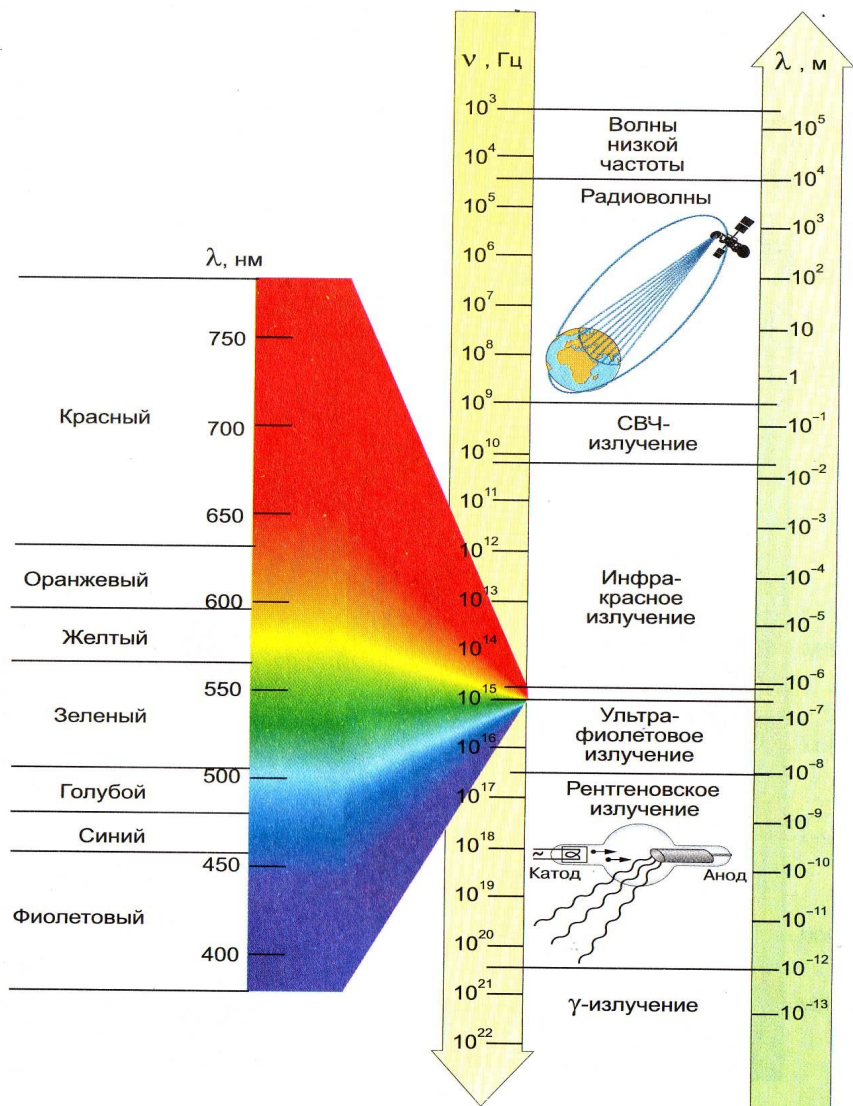 ν , Гц
λ , м
10³
Волны
низкой
частоты
10⁵
10⁴
10⁴
Радиоволны
10⁵
10³
10⁶
λ, нм
10²
10⁷
750
10
10⁸
1
10⁹
Красный
700
СВЧ-
излучение
10⁻¹
10¹⁰
10⁻²
10¹¹
650
10⁻³
10¹²
Оранжевый
600
10¹³
Инфра-
красное
излучение
10⁻⁴
10⁻⁵
Желтый
10¹⁴
10⁻⁶
550
10¹⁵
Зеленый
Ультра-
фиолетовое
излучение
10⁻⁷
10¹⁶
500
10⁻⁸
Голубой
10¹⁷
Рентгеновское
излучение
10⁻⁹
Синий
10¹⁸
450
Катод
Анод
10⁻¹⁰
10¹⁹
Фиолетовый
10⁻¹¹
400
10²⁰
10⁻¹²
10²¹
γ-излучение
10⁻¹³
10²²